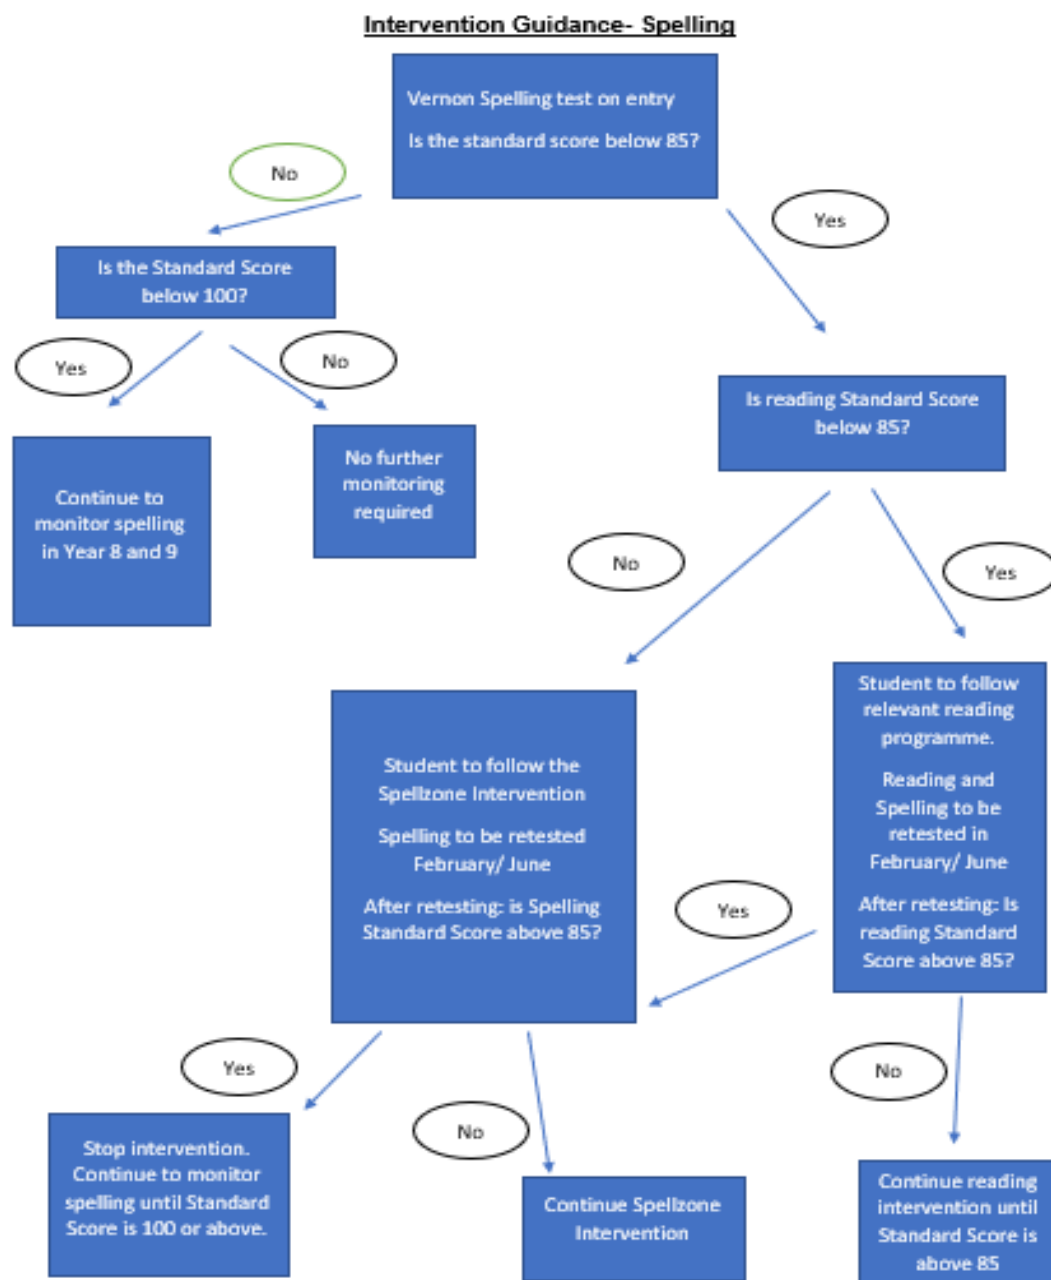 Intervention Guidance- Spelling
Vernon Spelling test on entry
Is the standard score below 85?
No
Yes
Is the Standard Score
below 100?
Yes
No
Is reading Standard Score
below 85?
Continue to
monitor spelling
in Year 8 and 9
No further
monitoring
required
No
Yes
Student to follow the
Spellzone Intervention
Spelling to be retested
February/ June
After retesting: is Spelling
Standard Score above 85?
Student to follow
relevant reading
programme.
Reading and
Spelling to be
retested in
February/ June
After retesting: Is
reading Standard
Score above 85?
Yes
Yes
No
No
Stop intervention.
Continue to monitor
spelling until Standard
Score is 100 or above.
Continue Spellzone
Intervention
Continue reading
intervention until
Standard Score is
above 85